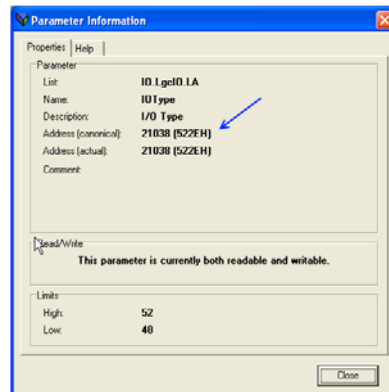 Parameter Information
Properties Help
Parameter
List: IO.LgcIO.LA
Name: IOType
Description: I/O Type
Address (canonical): 21038 (522EH)
Address (actual): 21038 (522EH)
Comment:
Read/Write
This parameter is currently both readable and writable.
Limits
High: 52
Low: 48
Close